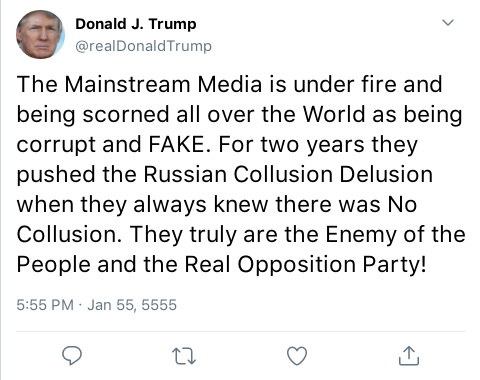 Donald J. Trump
@realDonaldTrump
The Mainstream Media is under fire and
being scorned all over the World as being
corrupt and FAKE. For two years they
pushed the Russian Collusion Delusion
when they always knew there was No
Collusion. They truly are the Enemy of the
People and the Real Opposition Party!
5:55 PM · Jan 55, 5555